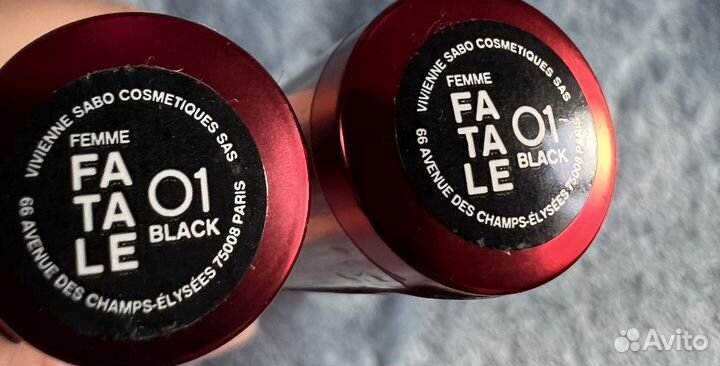 VIVIENNE SABO COSMETIQUES SAS
FEMME
FA
TA
LE
01
BLACK
66 AVENUE DES CHAMPS-ÉLYSÉES 75008 PARIS
VIVIENNE SABO COSMETIQUES SAS
FEMME
FA
TA
LE
01
BLACK
66 AVENUE DES CHAMPS-ÉLYSÉES 75008 PARIS
Avito